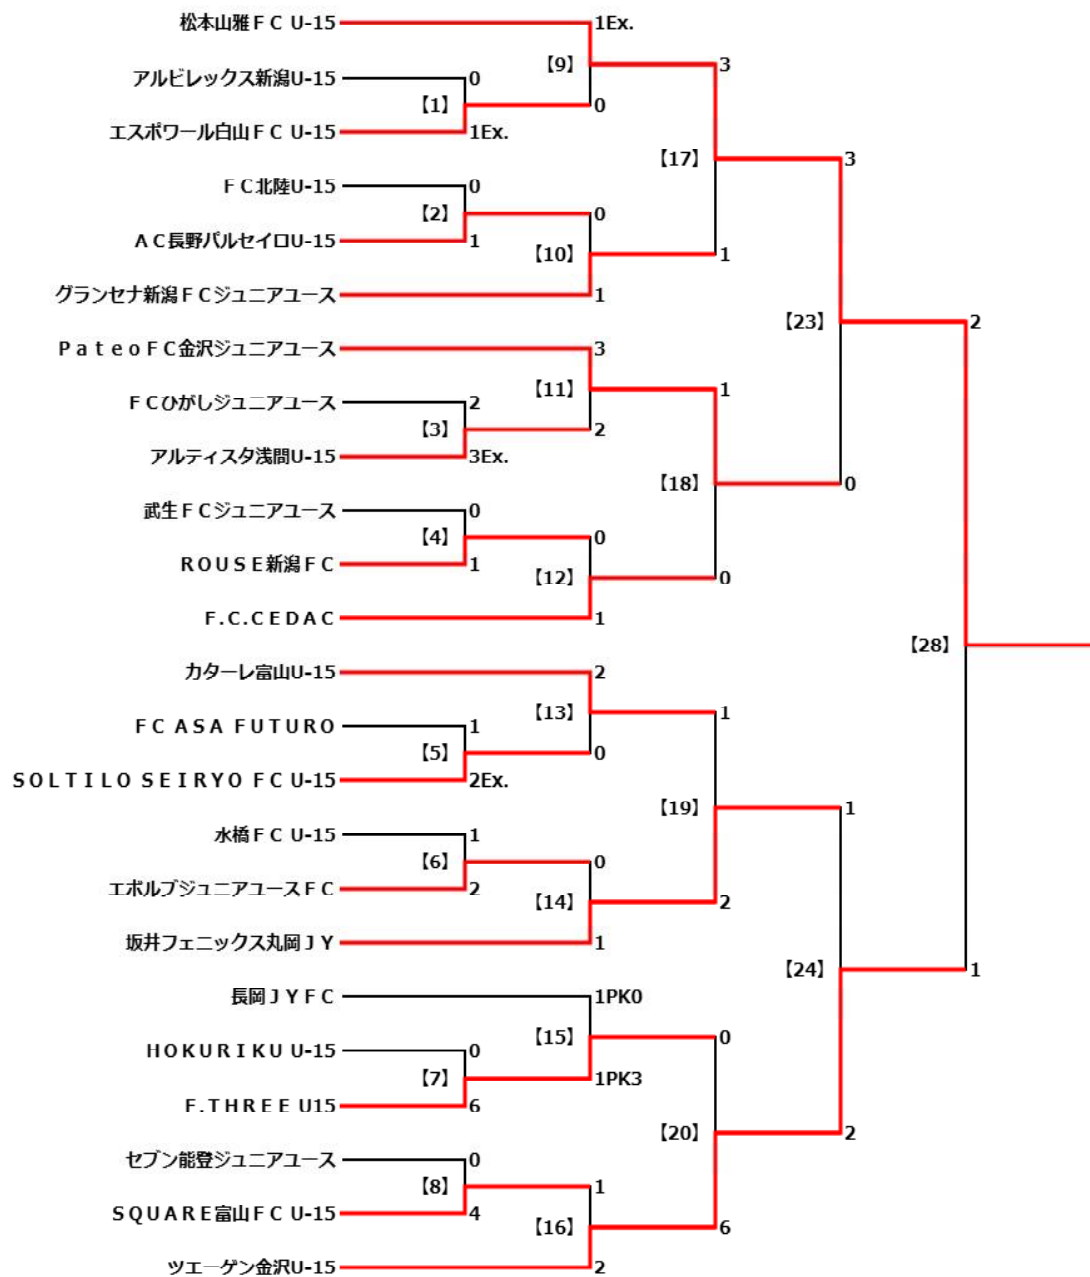 松本山雅ＦＣ U-15 1Ex.
【9】 3
アルビレックス新潟U-15 0
【1】 0
エスポワール白山ＦＣ U-15 1Ex.
【17】 3
ＦＣ北陸U-15 0
【2】 0
ＡＣ長野パルセイロU-15 1
【10】 1
グランセナ新潟ＦＣジュニアユース 1
【23】 2
ＰａｔｅｏＦＣ金沢ジュニアユース 3
【11】 1
ＦＣひがしジュニアユース 2
【3】 2
アルティスタ浅間U-15 3Ex.
【18】 0
武生ＦＣジュニアユース 0
【4】 0
ＲＯＵＳＥ新潟ＦＣ 1
【12】 0
Ｆ.Ｃ.ＣＥＤＡＣ 1
【28】
カターレ富山U-15 2
【13】 1
ＦＣ ＡＳＡ ＦＵＴＵＲＯ 1
【5】 0
ＳＯＬＴＩＬＯ ＳＥＩＲＹＯ ＦＣ U-15 2Ex.
【19】 1
水橋ＦＣ U-15 1
【6】 0
エボルブジュニアユースＦＣ 2
【14】 2
坂井フェニックス丸岡ＪＹ 1
【24】 1
長岡ＪＹＦＣ 1PK0
【15】 0
ＨＯＫＵＲＩＫＵ U-15 0
【7】 1PK3
Ｆ.ＴＨＲＥＥ U15 6
【20】 2
セブン能登ジュニアユース 0
【8】 1
ＳＱＵＡＲＥ富山ＦＣ U-15 4
【16】 6
ツエーゲン金沢U-15 2